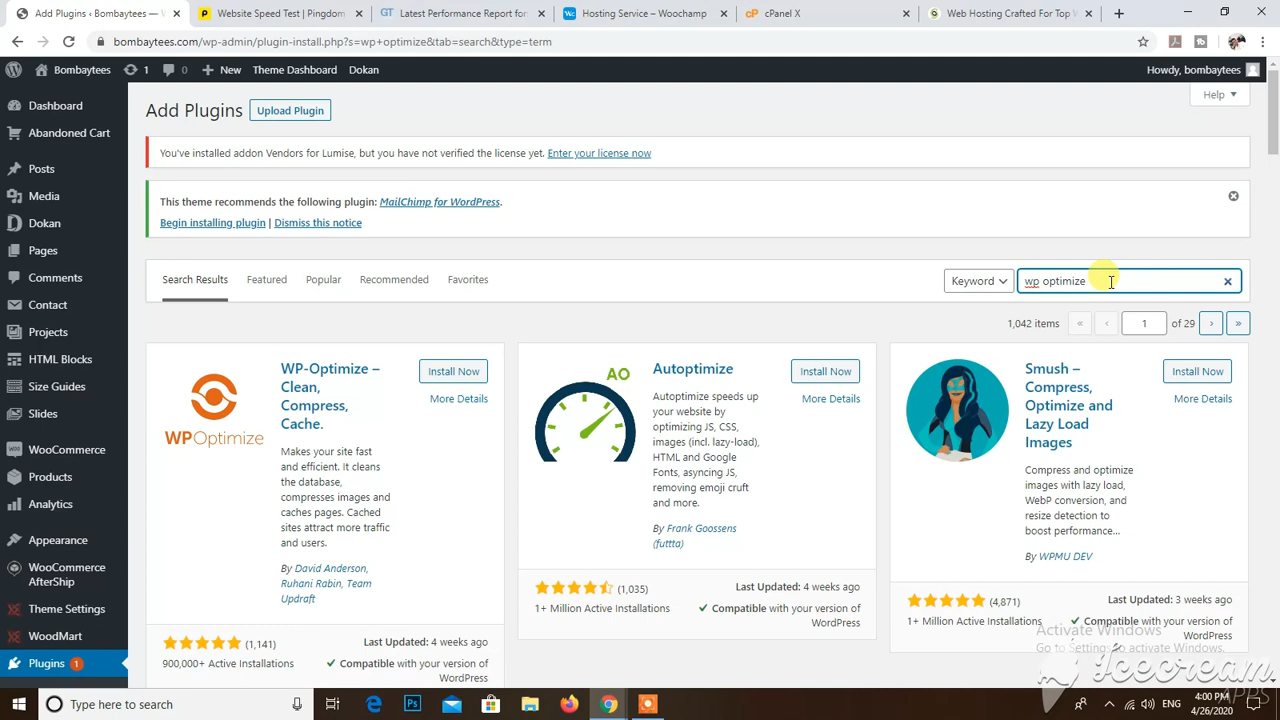 Add Plugins ‹ Bombaytees — W
Website Speed Test | Pingdom
Latest Performance Report for
Hosting Service – Woochamp
cPanel X
Web Hosting Crafted For Top W
bombaytees.com/wp-admin/plugin-install.php?s=wp+optimize&tab=search&type=term
Bombaytees 1 0 New Theme Dashboard Dokan
Howdy, bombaytees
Dashboard
Abandoned Cart
Posts
Media
Dokan
Pages
Comments
Contact
Projects
HTML Blocks
Size Guides
Slides
WooCommerce
Products
Analytics
Appearance
WooCommerce
AfterShip
Theme Settings
WoodMart
Plugins 1
Help
Add Plugins Upload Plugin
You've installed addon Vendors for Lumise, but you have not verified the license yet. Enter your license now
This theme recommends the following plugin: MailChimp for WordPress.
Begin installing plugin | Dismiss this notice
Search Results Featured Popular Recommended Favorites
Keyword wp optimize
1,042 items « ‹ 1 of 29 › »
WP-Optimize –
Clean,
Compress,
Cache.
Install Now
More Details
WPOptimize
Makes your site fast
and efficient. It cleans
the database,
compresses images and
caches pages. Cached
sites attract more traffic
and users.
By David Anderson,
Ruhani Rabin, Team
Updraft
(1,141)
900,000+ Active Installations
Last Updated: 4 weeks ago
Compatible with your version of
WordPress
AO
Autoptimize
Install Now
More Details
Autoptimize speeds up
your website by
optimizing JS, CSS,
images (incl. lazy-load),
HTML and Google
Fonts, asyncing JS,
removing emoji cruft
and more.
By Frank Goossens
(futtta)
(1,035)
1+ Million Active Installations
Last Updated: 4 weeks ago
Compatible with your version of
WordPress
Smush –
Compress,
Optimize and
Lazy Load
Images
Install Now
More Details
Compress and optimize
images with lazy load,
WebP conversion, and
resize detection to
boost performance…
By WPMU DEV
(4,871)
1+ Million Active Installations
Last Updated: 3 weeks ago
Compatible with your version of
WordPress
Activate Windows
Go to Settings to activate Windows.
Icecream
APPS
Type here to search
ENG
4:00 PM
4/26/2020